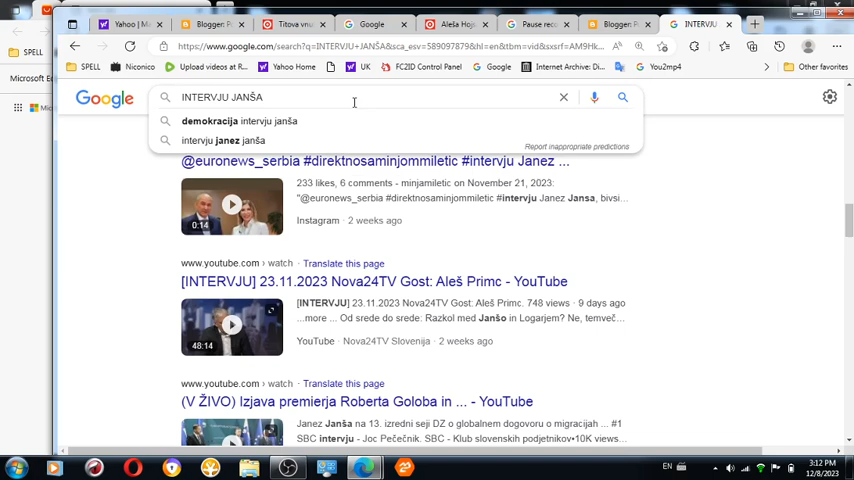 Yahoo | Ma
Blogger: Po
Titova vnu
Google
Aleša Hojs
Pause reco
Blogger: Po
INTERVJU
https://www.google.com/search?q=INTERVJU+JANŠA&sca_esv=589097879&hl=en&tbm=vid&sxsrf=AM9Hk...
SPELL
SPELL
Niconico
Upload videos at R...
Yahoo Home
UK
FC2ID Control Panel
Google
Internet Archive: Di...
You2mp4
Other favorites
Microsoft Ed
Google
INTERVJU JANŠA
demokracija intervju janša
intervju janez janša
Report inappropriate predictions
@euronews_serbia #direktnosaminjommiletic #intervju Janez ...
233 likes, 6 comments - minjamiletic on November 21, 2023:
"@euronews_serbia #direktnosaminjommiletic #intervju Janez Jansa, bivsi...
0:14
Instagram · 2 weeks ago
www.youtube.com › watch Translate this page
[INTERVJU] 23.11.2023 Nova24TV Gost: Aleš Primc - YouTube
[INTERVJU] 23.11.2023 Nova24TV Gost: Aleš Primc. 748 views · 9 days ago
...more ... Od srede do srede: Razkol med Janšo in Logarjem? Ne, temveč...
48:14
YouTube · Nova24TV Slovenija · 2 weeks ago
www.youtube.com › watch Translate this page
(V ŽIVO) Izjava premierja Roberta Goloba in ... - YouTube
Janez Janša na 13. izredni seji DZ o globalnem dogovoru o migracijah ... #1
SBC intervju - Joc Pečečnik. SBC - Klub slovenskih podjetnikov•10K views...
EN
3:12 PM
12/8/2023